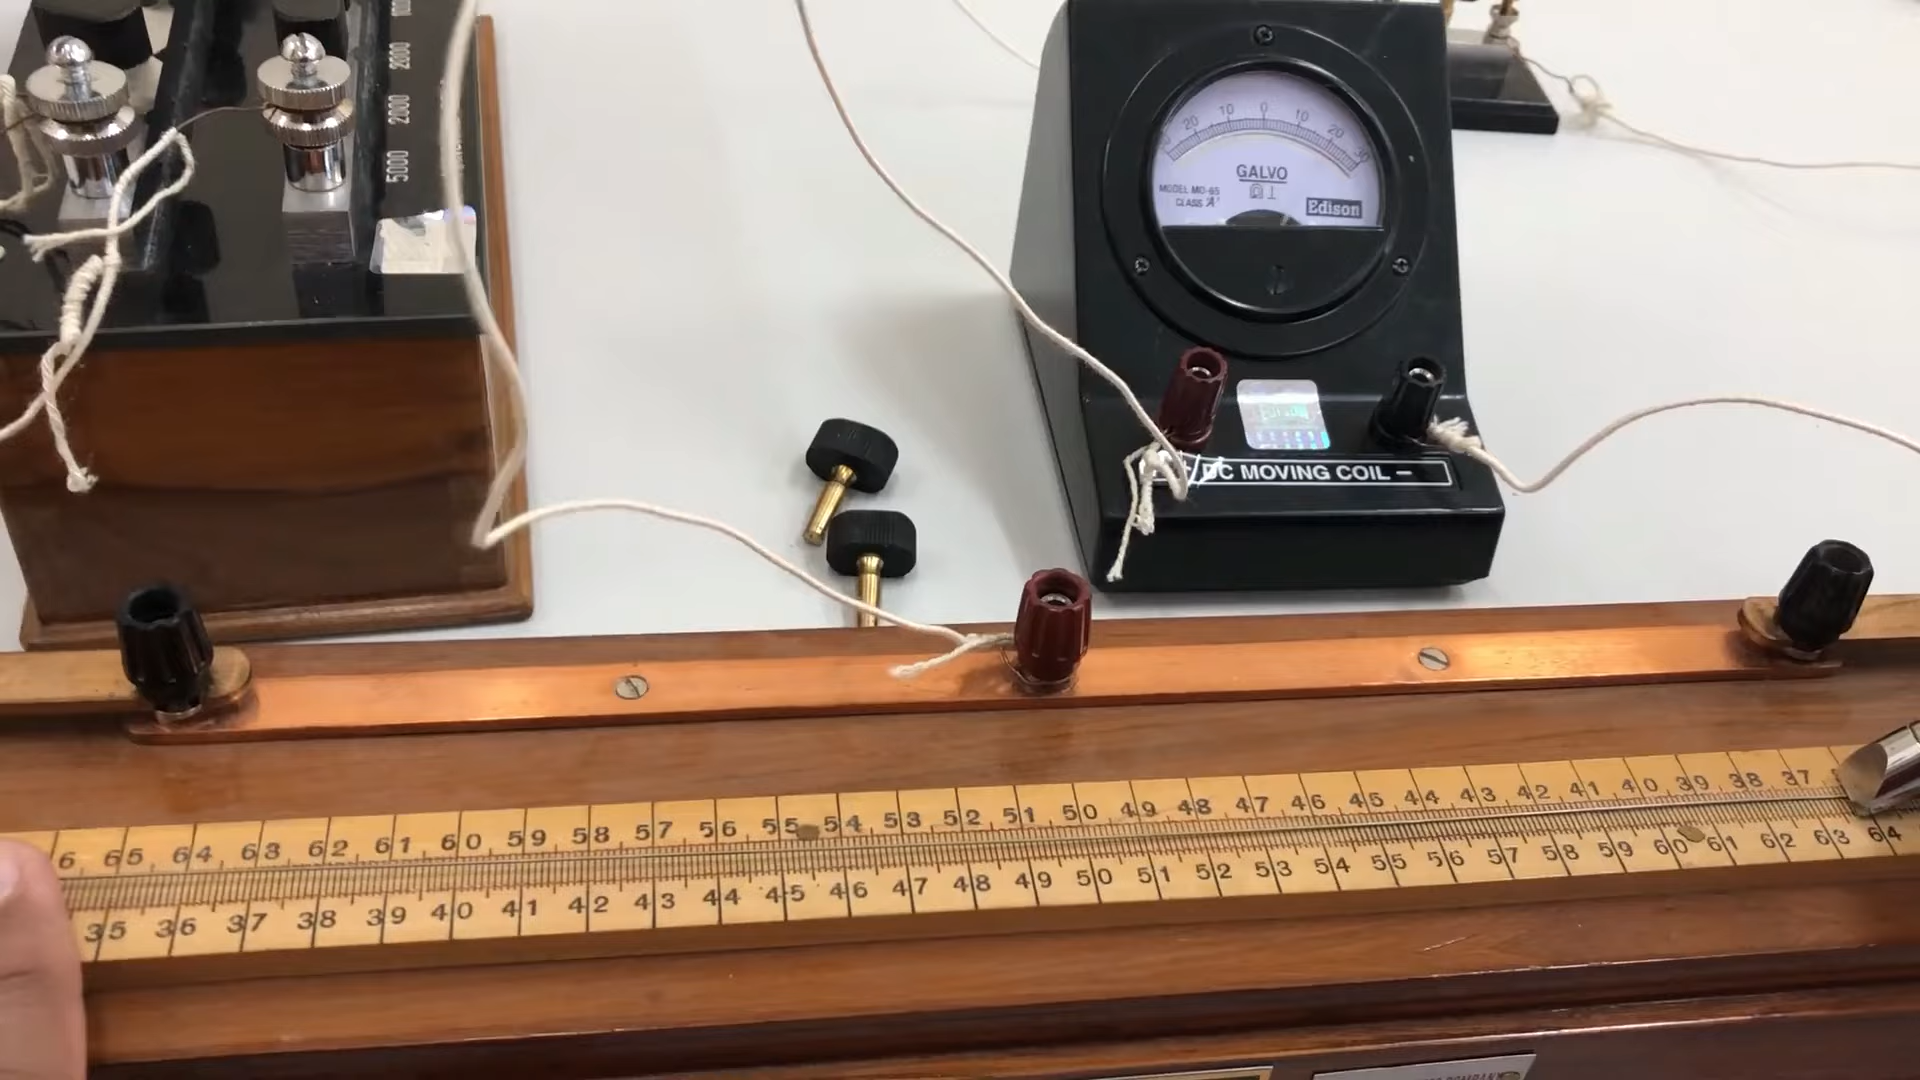 2000
2000
5000
20 10 0 10 20 30
GALVO
MODEL MO-65
CLASS 'A'
Edison
+ DC MOVING COIL −
6 65 64 63 62 61 60 59 58 57 56 55 54 53 52 51 50 49 48 47 46 45 44 43 42 41 40 39 38 37
35 36 37 38 39 40 41 42 43 44 45 46 47 48 49 50 51 52 53 54 55 56 57 58 59 60 61 62 63 64